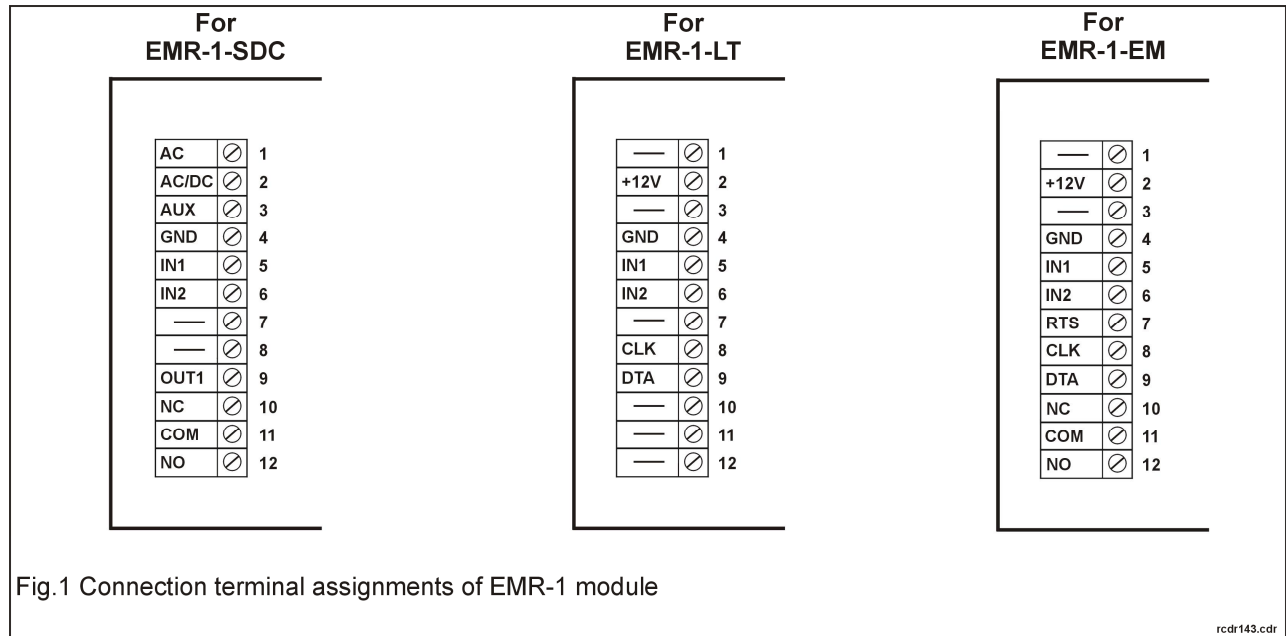 For
EMR-1-SDC
AC 1
AC/DC 2
AUX 3
GND 4
IN1 5
IN2 6
— 7
— 8
OUT1 9
NC 10
COM 11
NO 12
For
EMR-1-LT
— 1
+12V 2
— 3
GND 4
IN1 5
IN2 6
— 7
CLK 8
DTA 9
— 10
— 11
— 12
For
EMR-1-EM
— 1
+12V 2
— 3
GND 4
IN1 5
IN2 6
RTS 7
CLK 8
DTA 9
NC 10
COM 11
NO 12
Fig.1 Connection terminal assignments of EMR-1 module
rcdr143.cdr